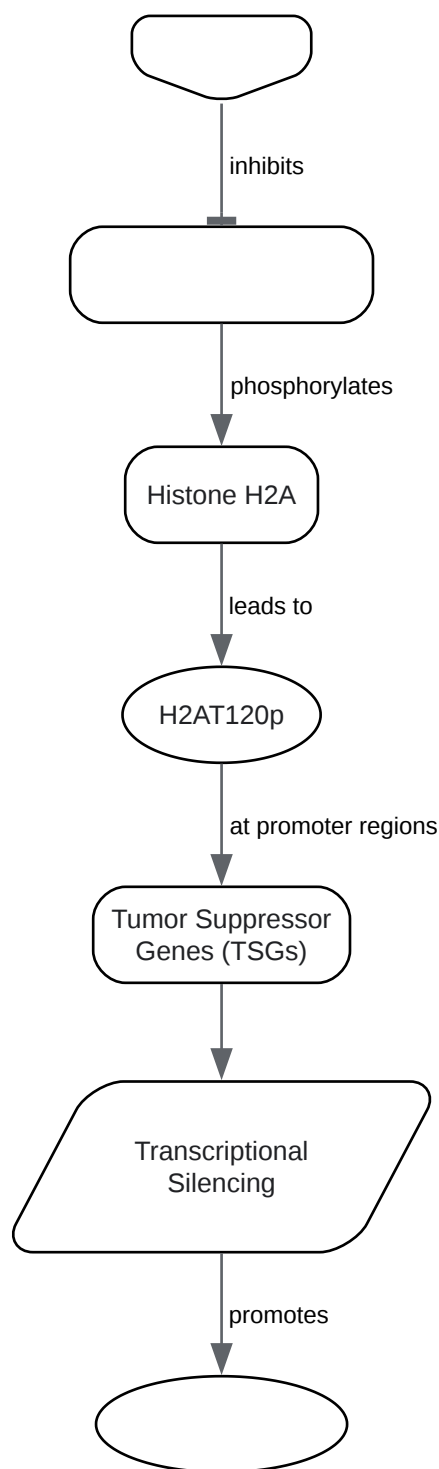 inhibits
phosphorylates
Histone H2A
leads to
H2AT120p
at promoter regions
Tumor Suppressor
Genes (TSGs)
Transcriptional
Silencing
promotes